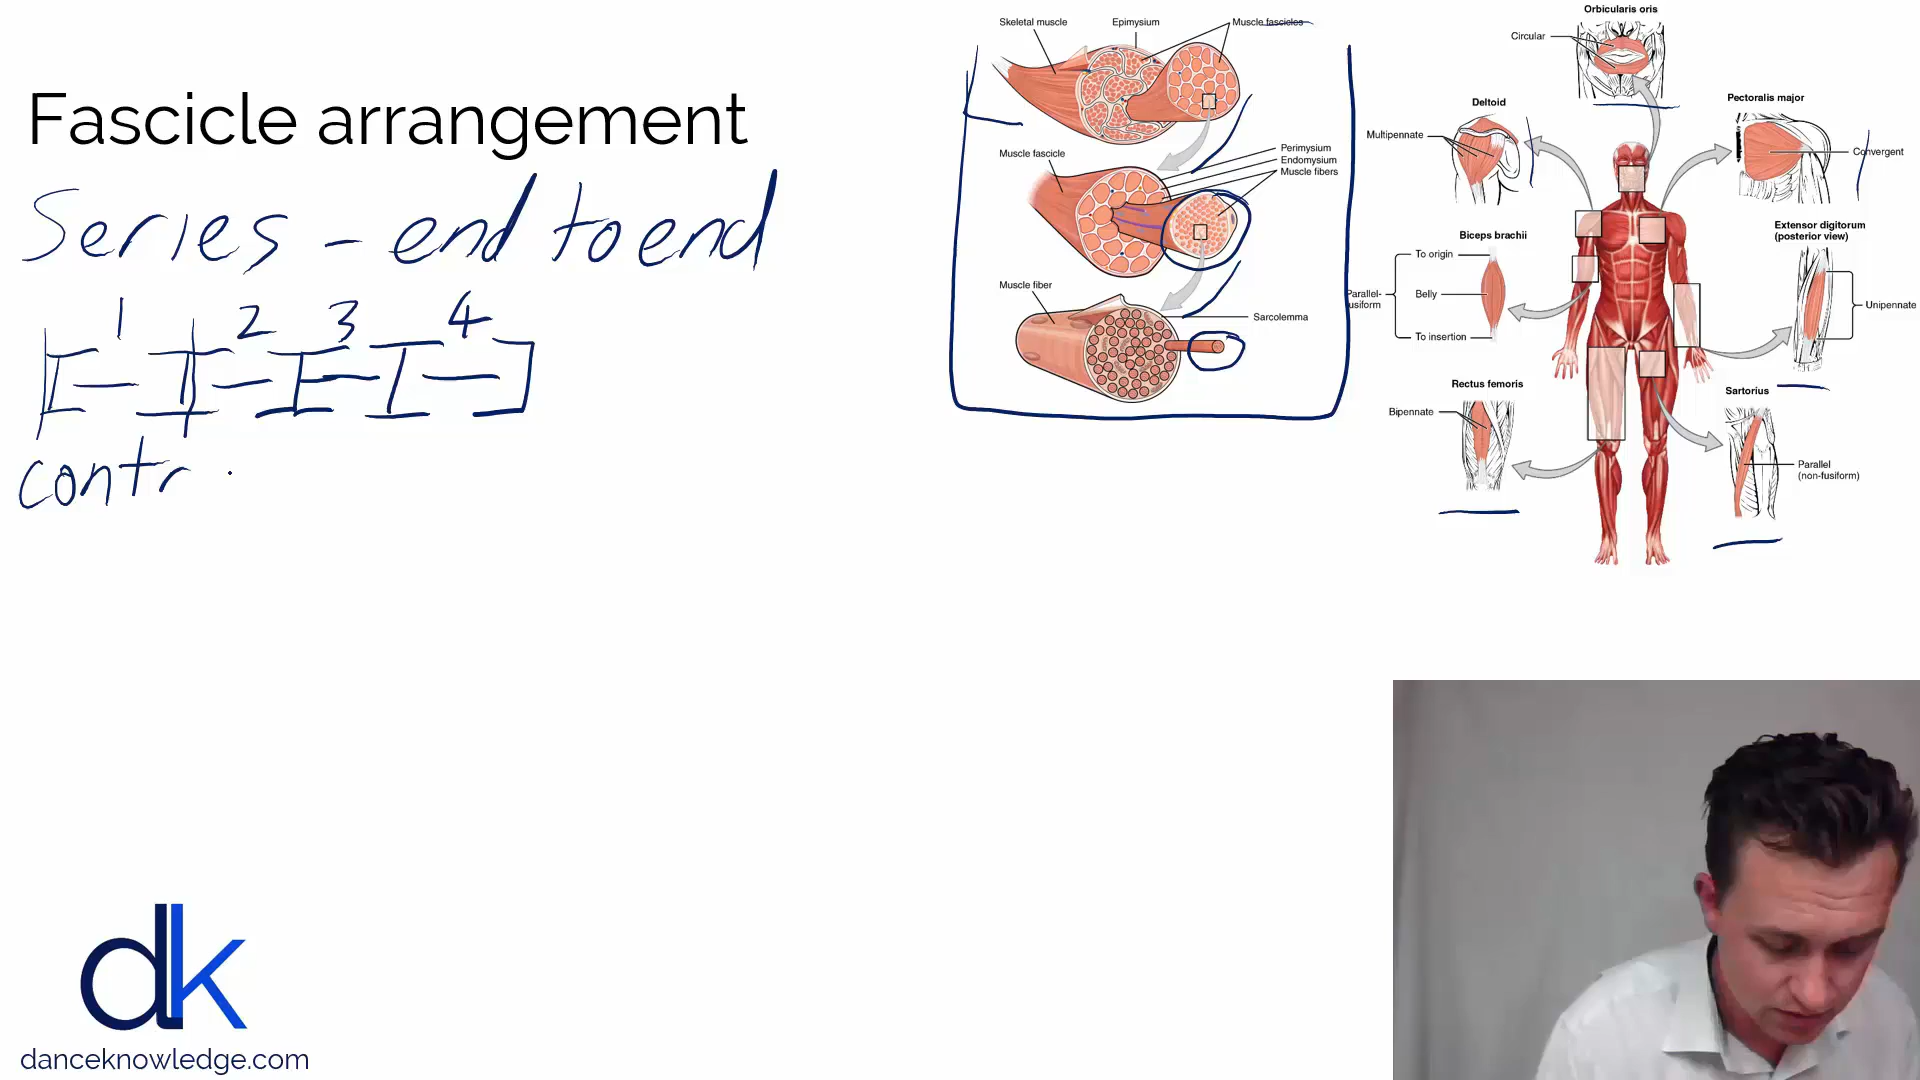 Fascicle arrangement
Series - end to end
1 2 3 4
contr
Skeletal muscle
Epimysium
Muscle fascicles
Muscle fascicle
Perimysium
Endomysium
Muscle fibers
Muscle fiber
Sarcolemma
Orbicularis oris
Circular
Deltoid
Multipennate
Pectoralis major
Convergent
Biceps brachii
To origin
Parallel-
usiform
Belly
To insertion
Extensor digitorum
(posterior view)
Unipennate
Rectus femoris
Bipennate
Sartorius
Parallel
(non-fusiform)
dk
danceknowledge.com